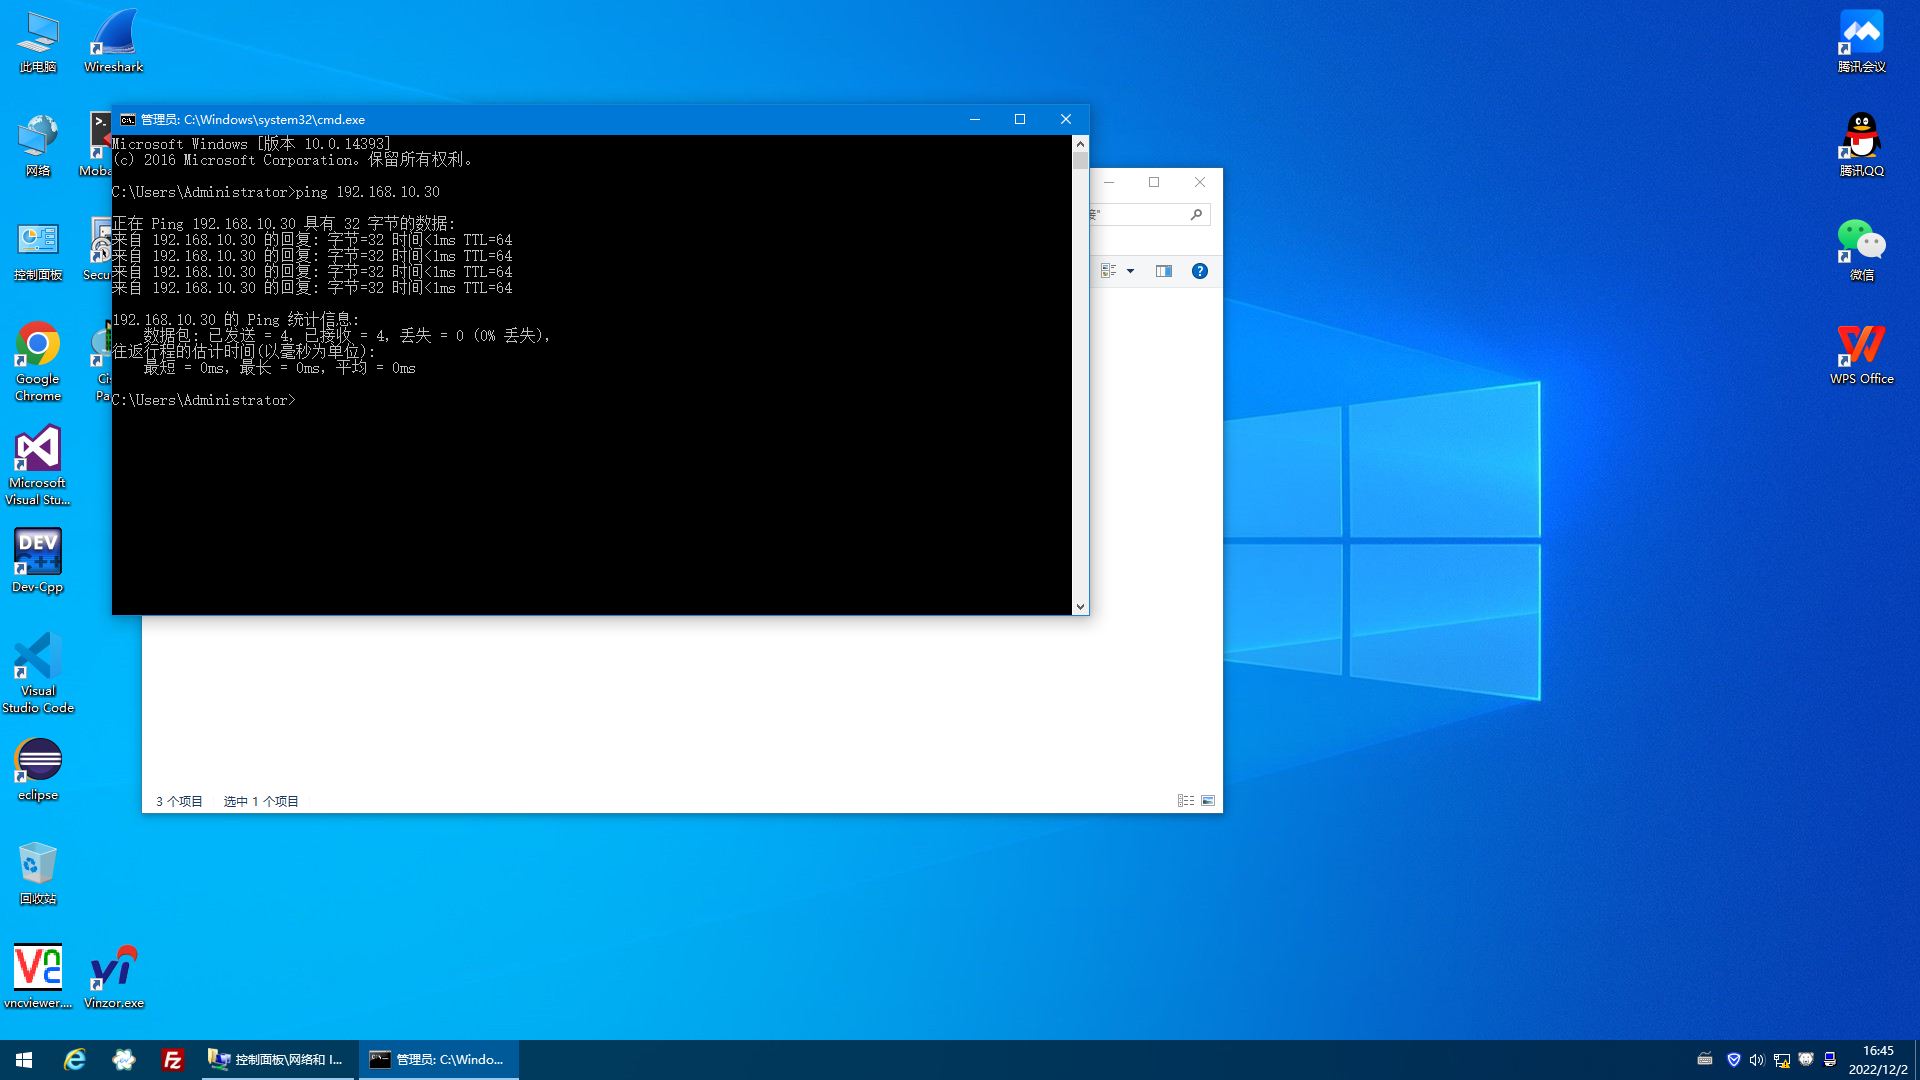 此电脑
Wireshark
腾讯会议
网络
Moba
腾讯QQ
控制面板
Secu
微信
Google
Chrome
Cis
Pa
WPS Office
Microsoft
Visual Stu...
DEV
C++
Dev-Cpp
Visual
Studio Code
eclipse
回收站
vncviewer....
Vinzor.exe
管理员: C:\Windows\system32\cmd.exe
Microsoft Windows [版本 10.0.14393]
(c) 2016 Microsoft Corporation。保留所有权利。
C:\Users\Administrator>ping 192.168.10.30
正在 Ping 192.168.10.30 具有 32 字节的数据:
来自 192.168.10.30 的回复: 字节=32 时间<1ms TTL=64
来自 192.168.10.30 的回复: 字节=32 时间<1ms TTL=64
来自 192.168.10.30 的回复: 字节=32 时间<1ms TTL=64
来自 192.168.10.30 的回复: 字节=32 时间<1ms TTL=64
192.168.10.30 的 Ping 统计信息:
数据包: 已发送 = 4，已接收 = 4，丢失 = 0 (0% 丢失)，
往返行程的估计时间(以毫秒为单位):
最短 = 0ms，最长 = 0ms，平均 = 0ms
C:\Users\Administrator>
接"
3 个项目 选中 1 个项目
控制面板\网络和 I...
管理员: C:\Windo...
16:45
2022/12/2